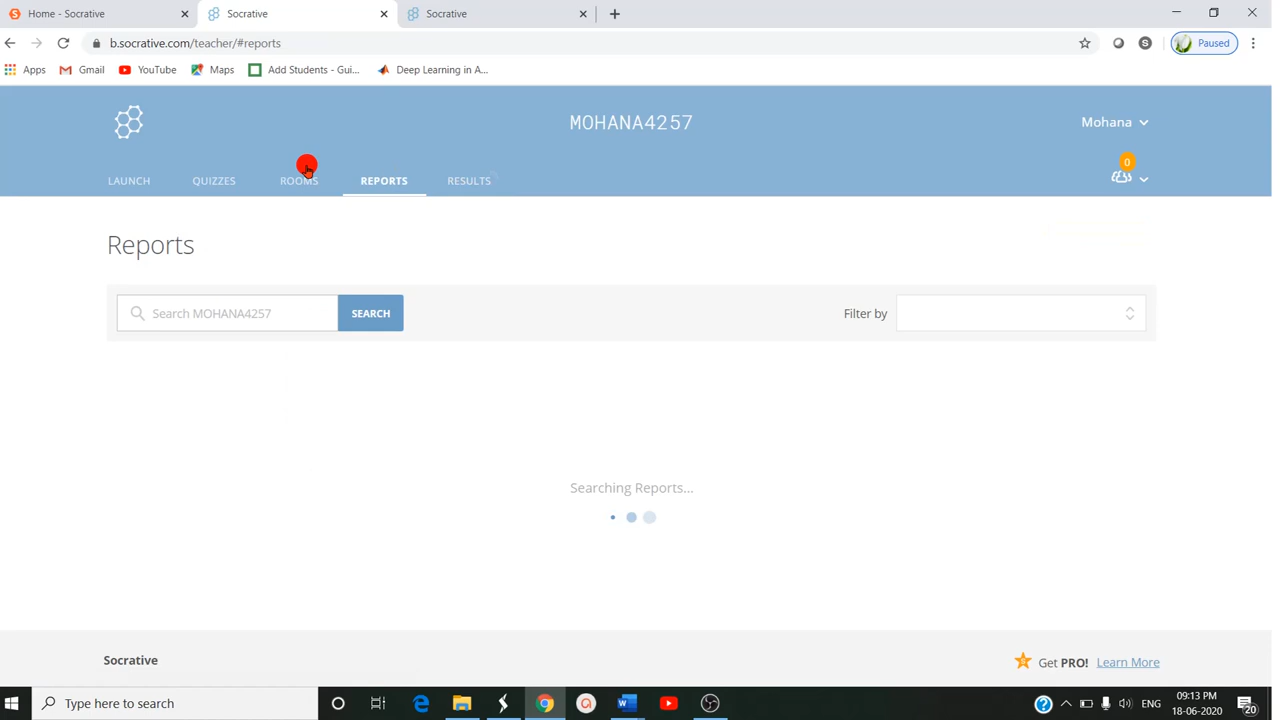 Home - Socrative
Socrative
Socrative
b.socrative.com/teacher/#reports
S
Paused
Apps
Gmail
YouTube
Maps
Add Students - Gui...
Deep Learning in A...
MOHANA4257
Mohana
0
LAUNCH
QUIZZES
ROOMS
REPORTS
RESULTS
Reports
Search MOHANA4257
SEARCH
Filter by
Searching Reports...
Socrative
Get PRO! Learn More
Type here to search
ENG
09:13 PM
18-06-2020
20